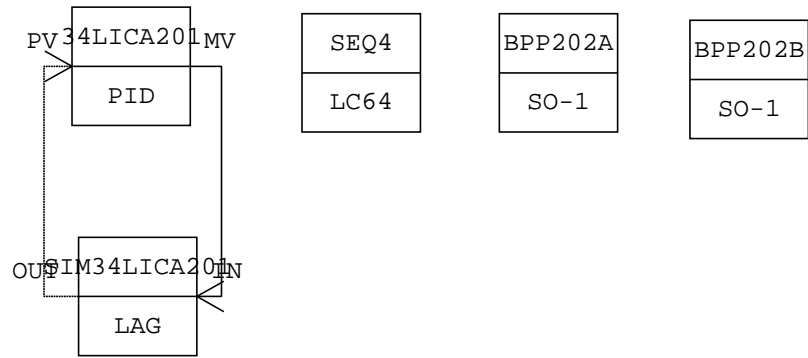 PV 34LICA201 MV
PID
SEQ4
LC64
BPP202A
SO-1
BPP202B
SO-1
OUT SIM34LICA201 IN
LAG